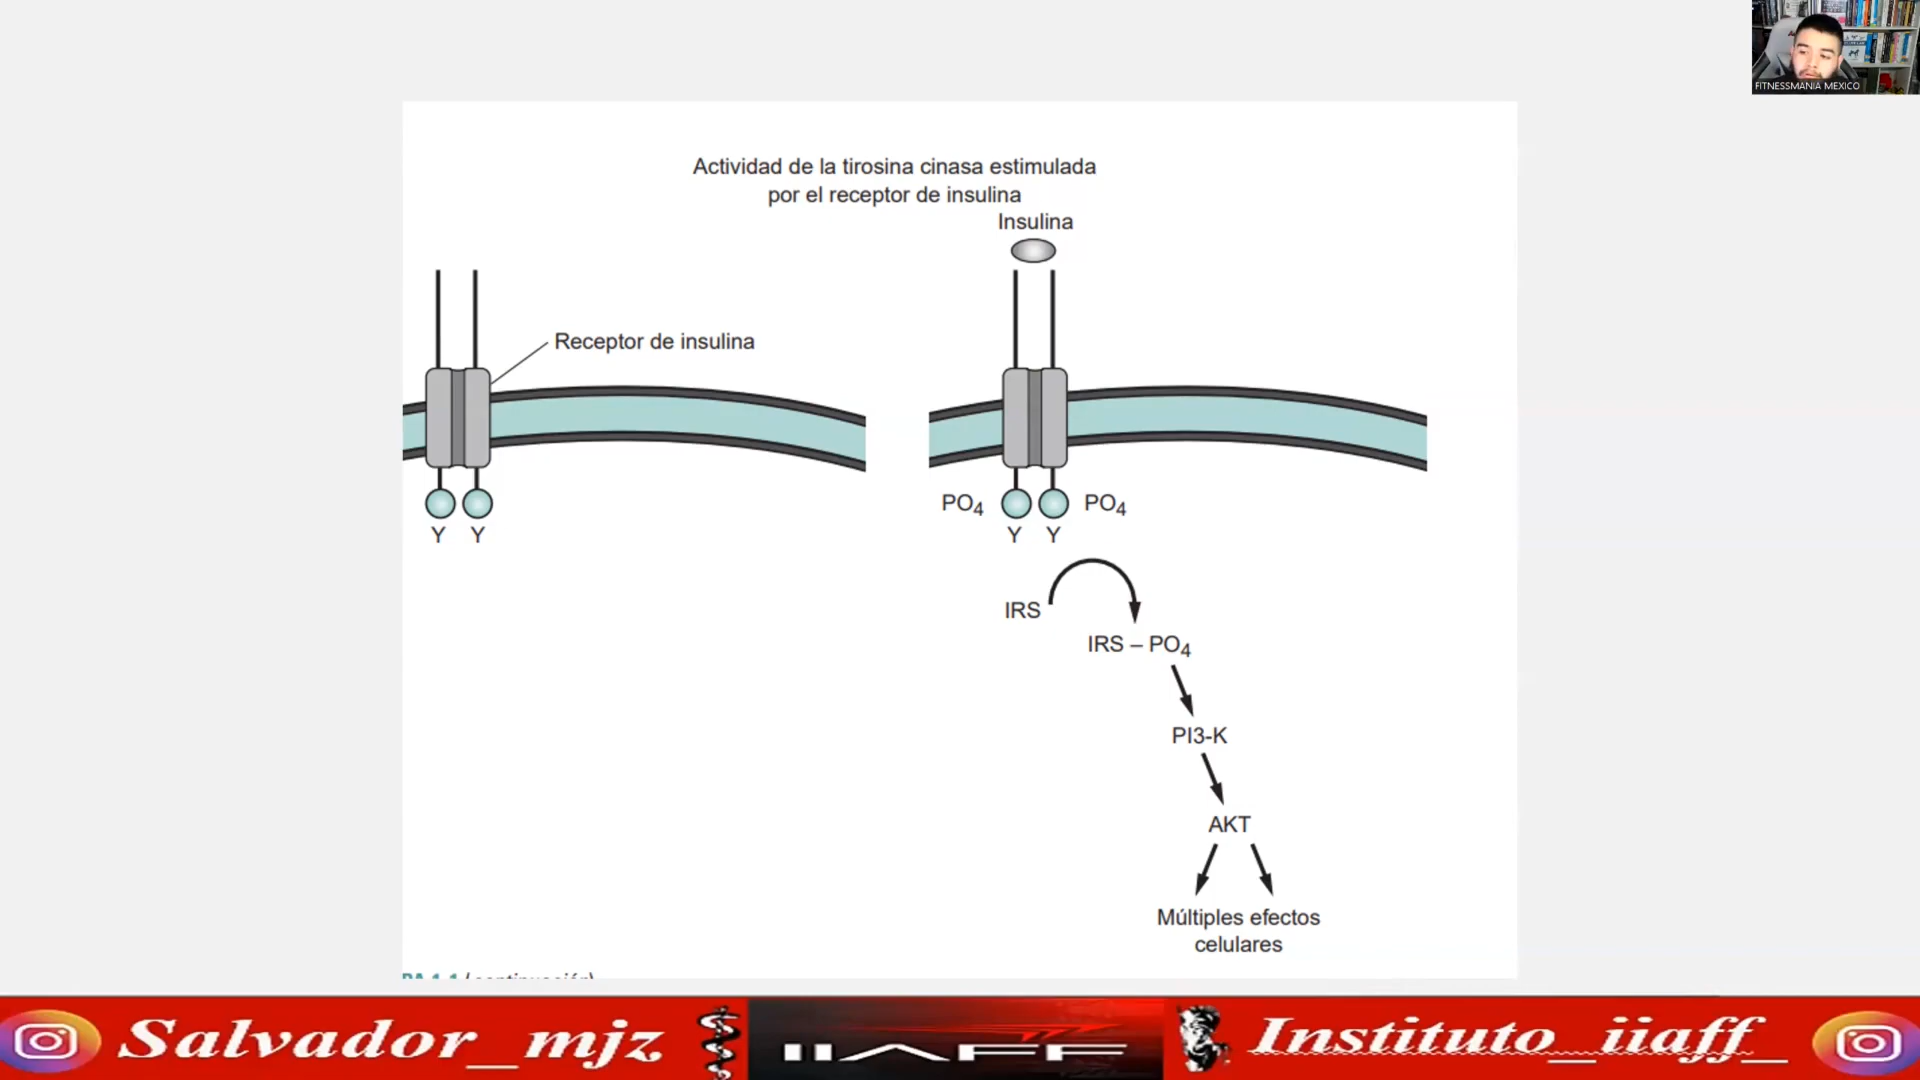 FITNESSMANIA MEXICO
Actividad de la tirosina cinasa estimulada
por el receptor de insulina
Insulina
Receptor de insulina
PO4
PO4
Y Y
Y Y
IRS
IRS – PO4
PI3-K
AKT
Múltiples efectos
celulares
Salvador_mjz
IIAFF
Instituto_iiaff_